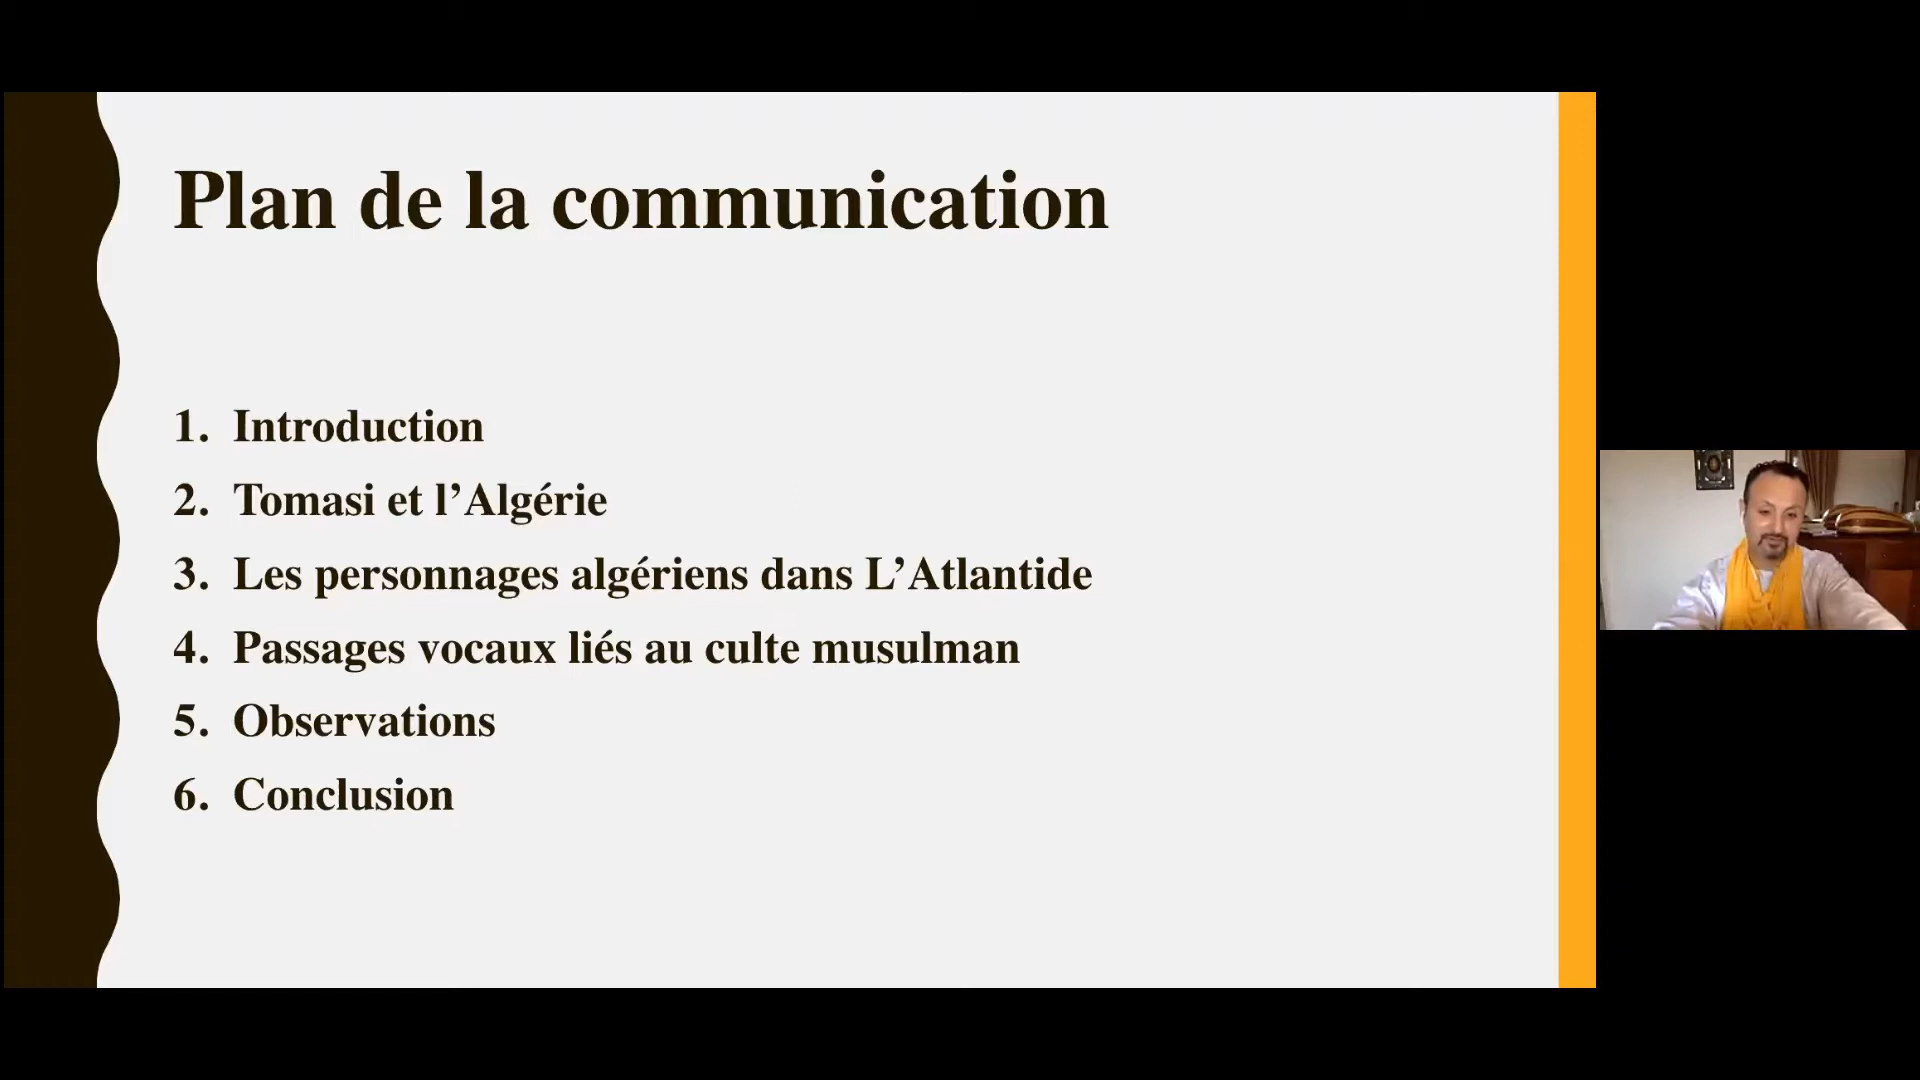 Plan de la communication
1. Introduction
2. Tomasi et l’Algérie
3. Les personnages algériens dans L’Atlantide
4. Passages vocaux liés au culte musulman
5. Observations
6. Conclusion